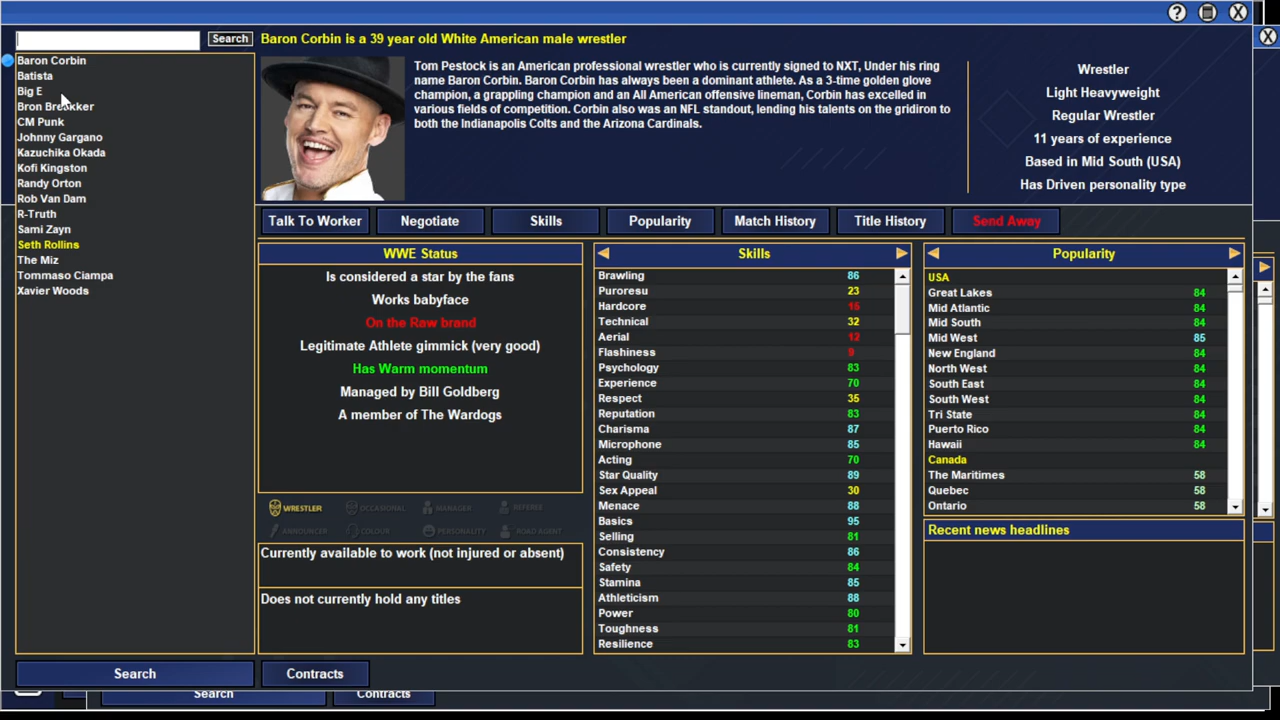 Search
Baron Corbin is a 39 year old White American male wrestler
Baron Corbin
Batista
Big E
Bron Breakker
CM Punk
Johnny Gargano
Kazuchika Okada
Kofi Kingston
Randy Orton
Rob Van Dam
R-Truth
Sami Zayn
Seth Rollins
The Miz
Tommaso Ciampa
Xavier Woods
Tom Pestock is an American professional wrestler who is currently signed to NXT, Under his ring
name Baron Corbin. Baron Corbin has always been a dominant athlete. As a 3-time golden glove
champion, a grappling champion and an All American offensive lineman, Corbin has excelled in
various fields of competition. Corbin also was an NFL standout, lending his talents on the gridiron to
both the Indianapolis Colts and the Arizona Cardinals.
Wrestler
Light Heavyweight
Regular Wrestler
11 years of experience
Based in Mid South (USA)
Has Driven personality type
Talk To Worker
Negotiate
Skills
Popularity
Match History
Title History
Send Away
WWE Status
Is considered a star by the fans
Works babyface
On the Raw brand
Legitimate Athlete gimmick (very good)
Has Warm momentum
Managed by Bill Goldberg
A member of The Wardogs
WRESTLER
OCCASIONAL
MANAGER
REFEREE
ANNOUNCER
COLOUR
PERSONALITY
ROAD AGENT
Currently available to work (not injured or absent)
Does not currently hold any titles
Skills
Brawling 86
Puroresu 23
Hardcore 15
Technical 32
Aerial 12
Flashiness 9
Psychology 83
Experience 70
Respect 35
Reputation 83
Charisma 87
Microphone 85
Acting 70
Star Quality 89
Sex Appeal 30
Menace 88
Basics 95
Selling 81
Consistency 86
Safety 84
Stamina 85
Athleticism 88
Power 80
Toughness 81
Resilience 83
Popularity
USA
Great Lakes 84
Mid Atlantic 84
Mid South 84
Mid West 85
New England 84
North West 84
South East 84
South West 84
Tri State 84
Puerto Rico 84
Hawaii 84
Canada
The Maritimes 58
Quebec 58
Ontario 58
Recent news headlines
Search
Contracts
Search
Contracts